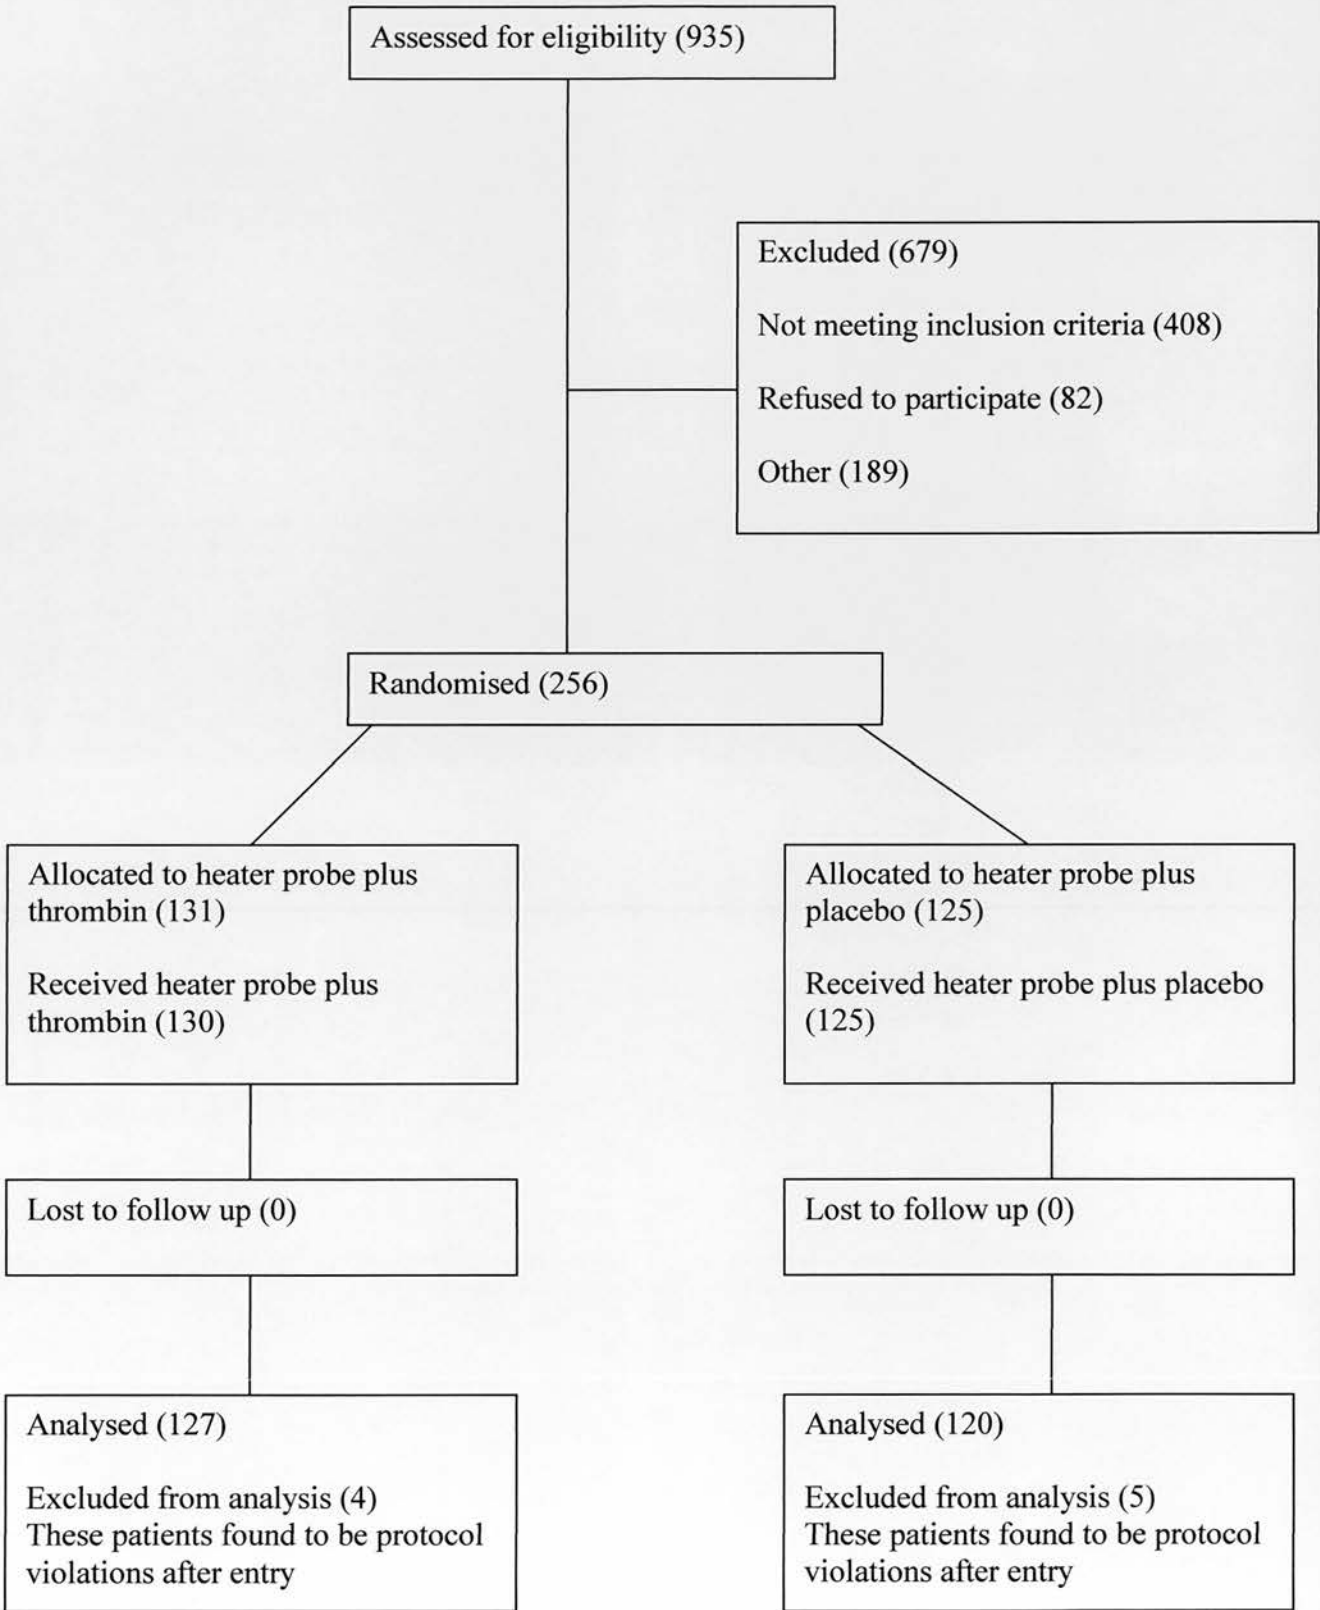 Assessed for eligibility (935)
Excluded (679)
Not meeting inclusion criteria (408)
Refused to participate (82)
Other (189)
Randomised (256)
Allocated to heater probe plus
thrombin (131)
Received heater probe plus
thrombin (130)
Allocated to heater probe plus
placebo (125)
Received heater probe plus placebo
(125)
Lost to follow up (0)
Lost to follow up (0)
Analysed (127)
Excluded from analysis (4)
These patients found to be protocol
violations after entry
Analysed (120)
Excluded from analysis (5)
These patients found to be protocol
violations after entry